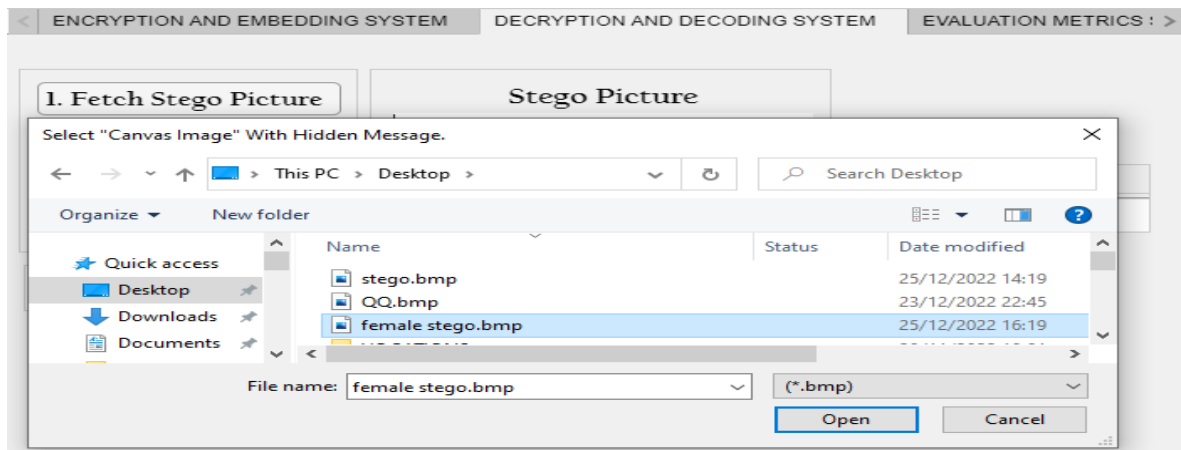 < ENCRYPTION AND EMBEDDING SYSTEM DECRYPTION AND DECODING SYSTEM EVALUATION METRICS S >
1. Fetch Stego Picture
Stego Picture
Select "Canvas Image" With Hidden Message.
This PC > Desktop >
Search Desktop
Organize
New folder
Name Status Date modified
Quick access
Desktop
Downloads
Documents
stego.bmp 25/12/2022 14:19
QQ.bmp 23/12/2022 22:45
female stego.bmp 25/12/2022 16:19
File name: female stego.bmp (*.bmp)
Open Cancel